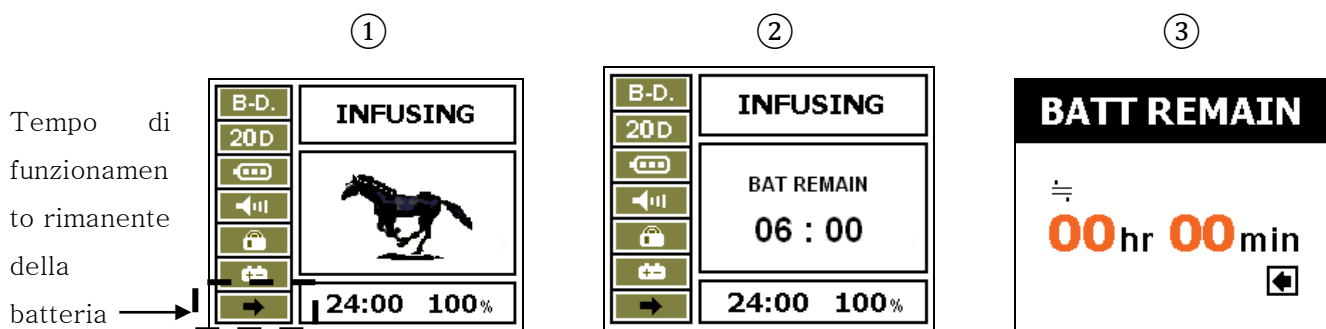 ① ② ③
Tempo di
funzionamen
to rimanente
della
batteria
B-D.
20D
INFUSING
24:00 100%
B-D.
20D
INFUSING
BAT REMAIN
06 : 00
24:00 100%
BATT REMAIN
≒
00hr 00min